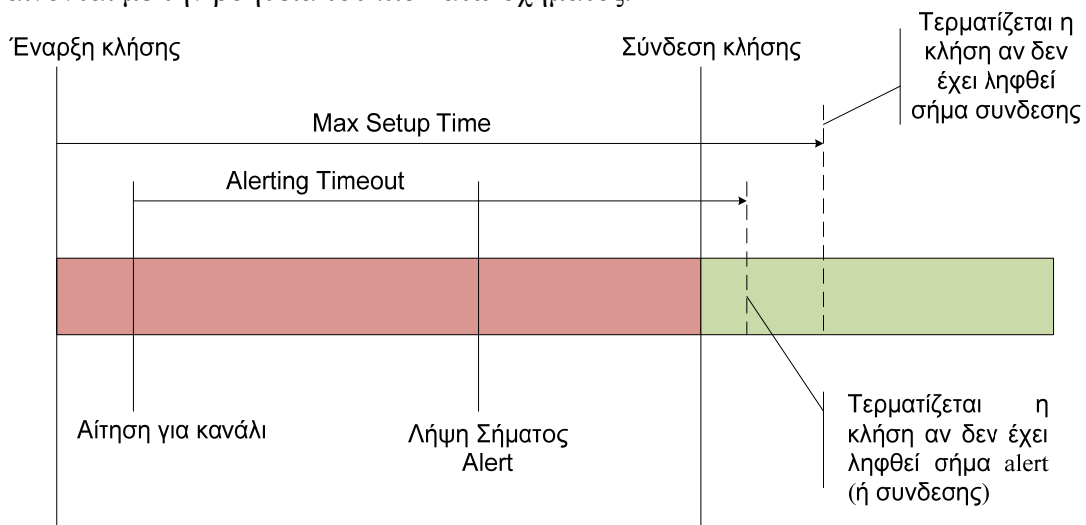 Έναρξη κλήσης
Σύνδεση κλήσης
Τερματίζεται η
κλήση αν δεν
έχει ληφθεί
σήμα συνδεσης
Max Setup Time
Alerting Timeout
Αίτηση για κανάλι
Λήψη Σήματος
Alert
Τερματίζεται η
κλήση αν δεν έχει
ληφθεί σήμα alert
(ή συνδεσης)